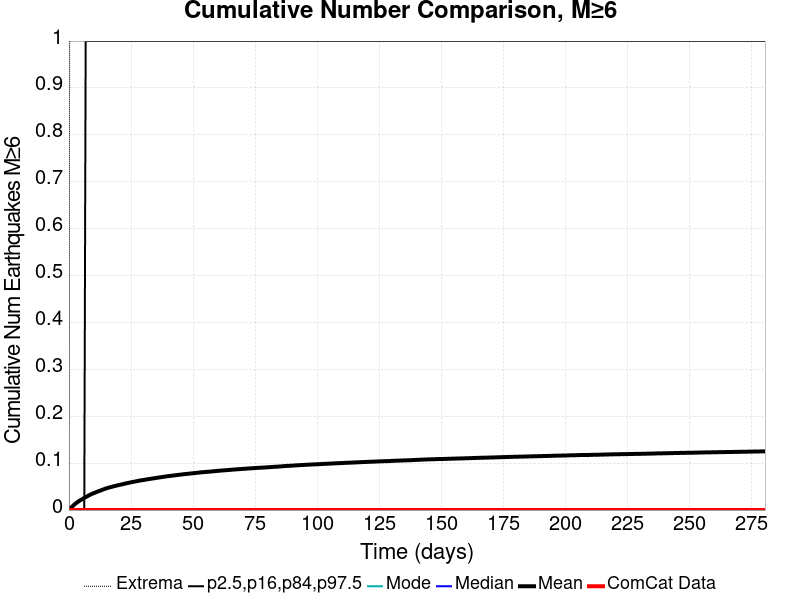 Cumulative Number Comparison, M≥6
Cumulative Num Earthquakes M≥6
1
0.9
0.8
0.7
0.6
0.5
0.4
0.3
0.2
0.1
0
0 25 50 75 100 125 150 175 200 225 250 275
Time (days)
Extrema p2.5,p16,p84,p97.5 Mode Median Mean ComCat Data